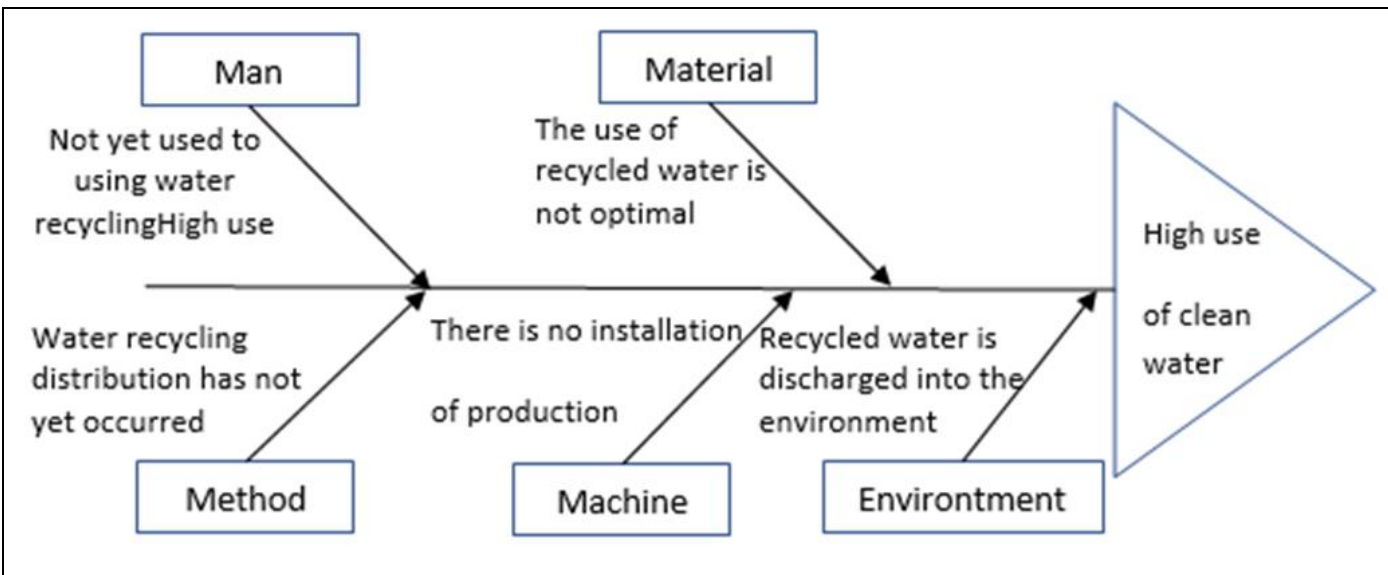 Man
Material
Not yet used to
using water
recyclingHigh use
The use of
recycled water is
not optimal
High use
of clean
water
Water recycling
distribution has not
yet occurred
There is no installation
of production
Recycled water is
discharged into the
environment
Method
Machine
Environtment